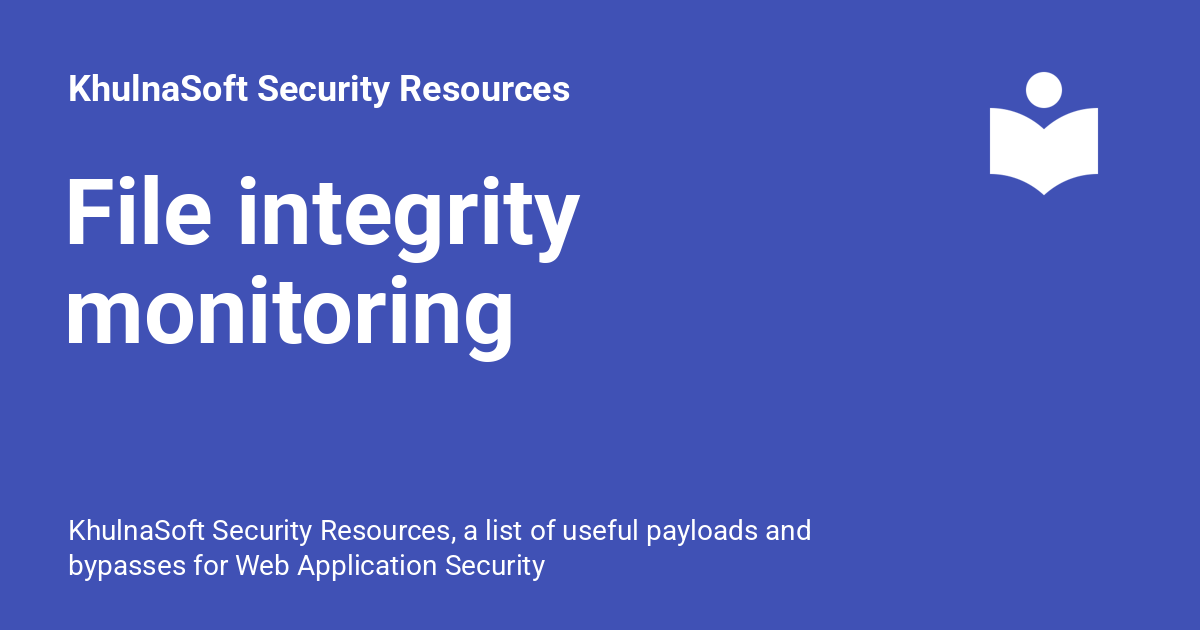 KhulnaSoft Security Resources
File integrity
monitoring
KhulnaSoft Security Resources, a list of useful payloads and
bypasses for Web Application Security